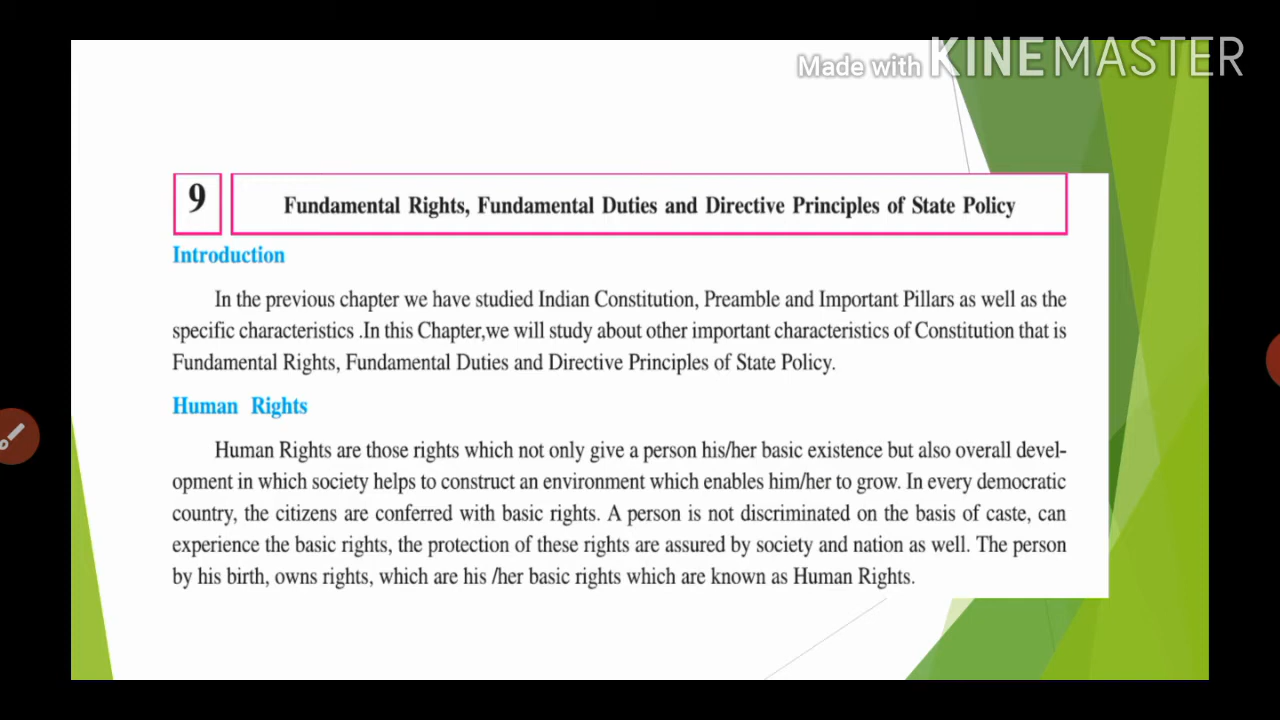 Made with KINEMASTER
9
Fundamental Rights, Fundamental Duties and Directive Principles of State Policy
Introduction
In the previous chapter we have studied Indian Constitution, Preamble and Important Pillars as well as the
specific characteristics .In this Chapter,we will study about other important characteristics of Constitution that is
Fundamental Rights, Fundamental Duties and Directive Principles of State Policy.
Human Rights
Human Rights are those rights which not only give a person his/her basic existence but also overall devel-
opment in which society helps to construct an environment which enables him/her to grow. In every democratic
country, the citizens are conferred with basic rights. A person is not discriminated on the basis of caste, can
experience the basic rights, the protection of these rights are assured by society and nation as well. The person
by his birth, owns rights, which are his /her basic rights which are known as Human Rights.